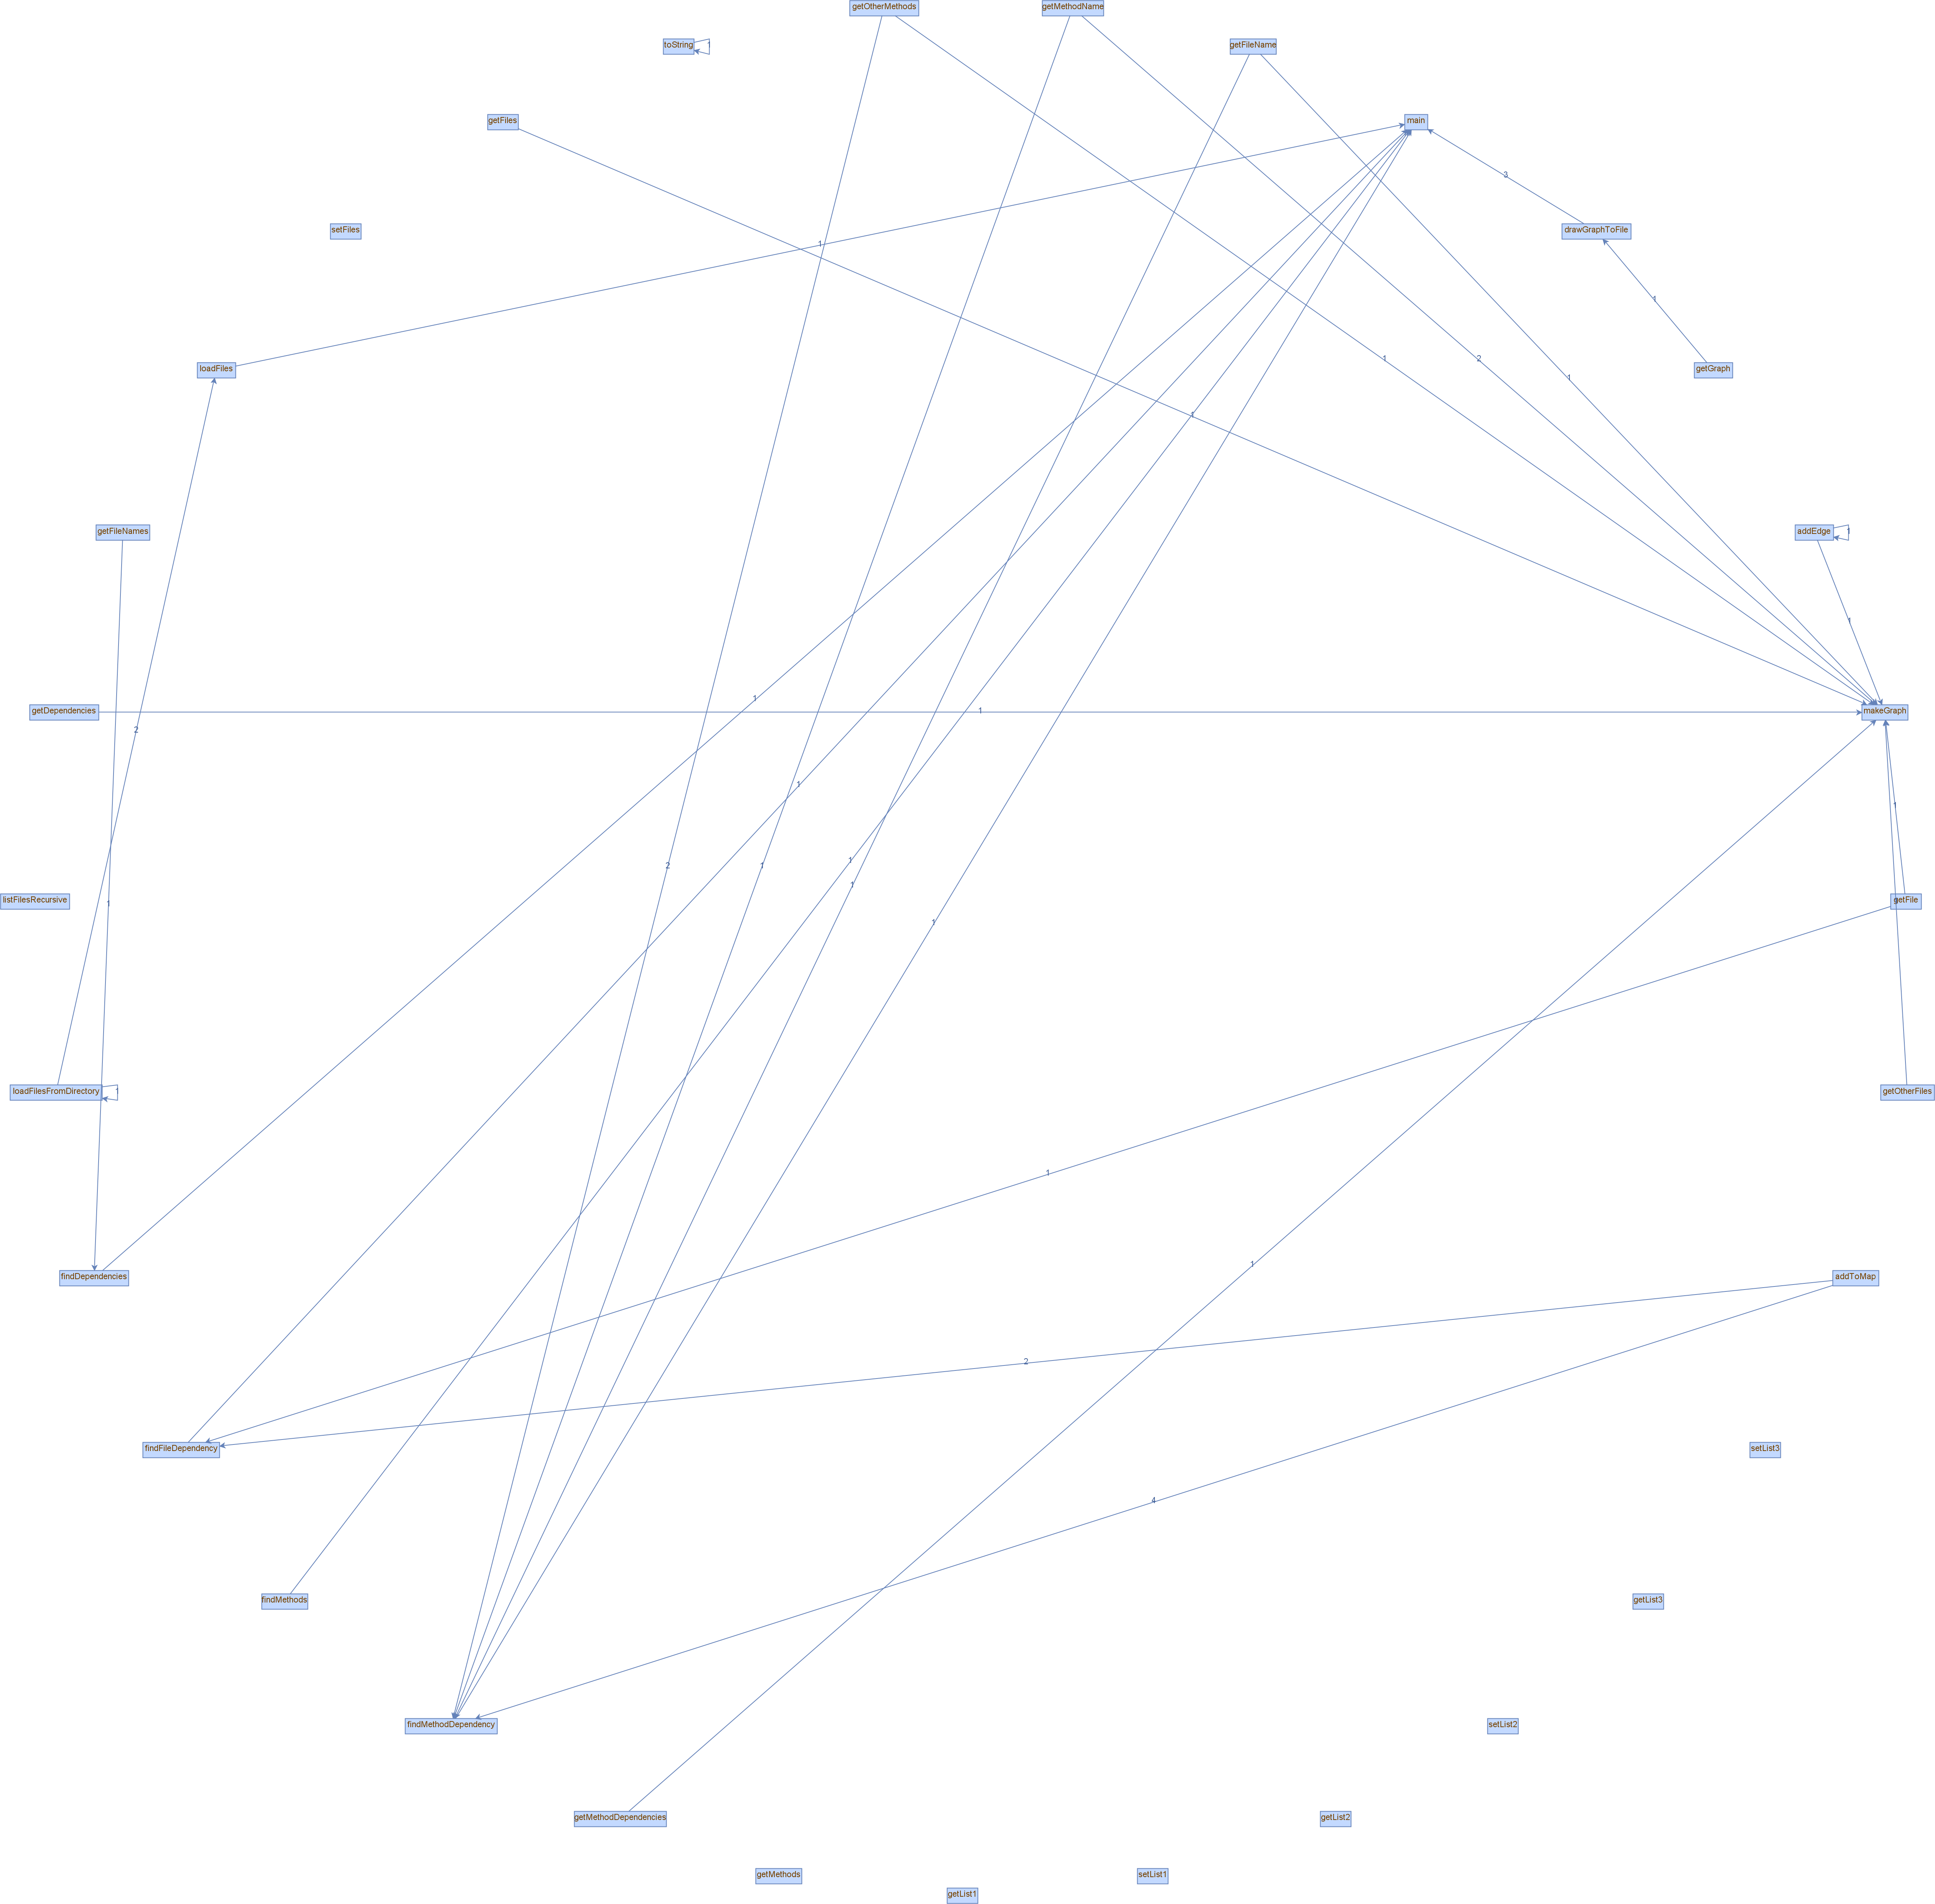 getOtherMethods
getMethodName
toString
1
getFileName
getFiles
main
3
setFiles
drawGraphToFile
1
1
loadFiles
getGraph
1
2
1
1
getFileNames
addEdge
1
1
1
getDependencies
1
makeGraph
2
1
1
1
2
1
1
listFilesRecursive
1
getFile
1
loadFilesFromDirectory
1
getOtherFiles
1
1
findDependencies
addToMap
2
findFileDependency
setList3
4
findMethods
getList3
findMethodDependency
setList2
getMethodDependencies
getList2
getMethods
setList1
getList1